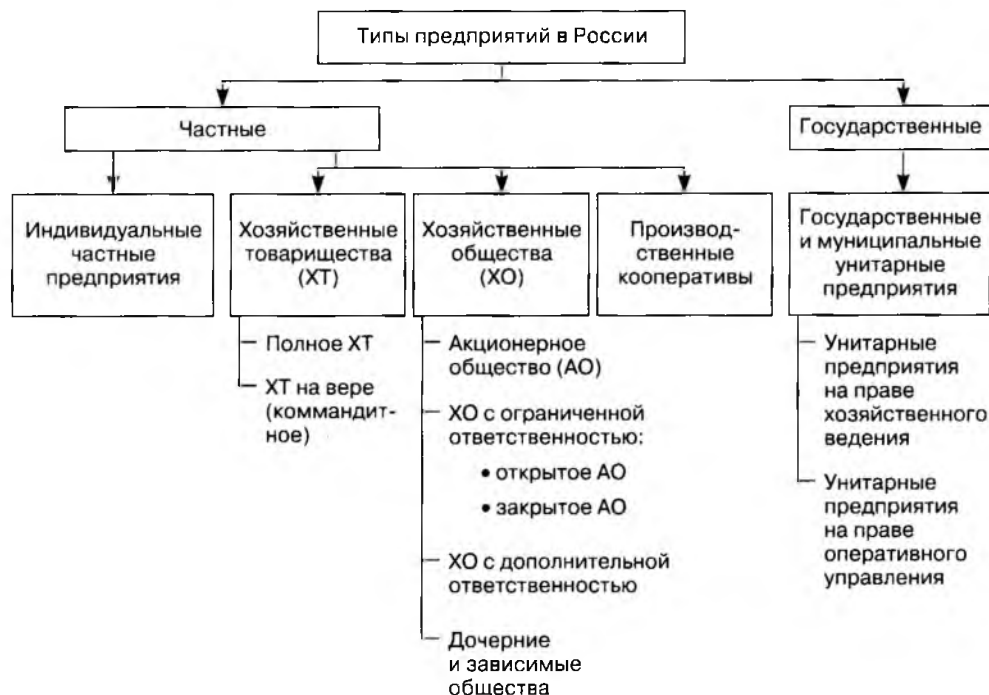 Типы предприятий в России
Частные
Государственные
Индивидуальные
частные
предприятия
Хозяйственные
товарищества
(ХТ)
Хозяйственные
общества
(ХО)
Производ-
ственные
кооперативы
Государственные
и муниципальные
унитарные
предприятия
Полное ХТ
ХТ на вере
(коммандит-
ное)
Акционерное
общество (АО)
ХО с ограниченной
ответственностью:
• открытое АО
• закрытое АО
ХО с дополнительной
ответственностью
Дочерние
и зависимые
общества
Унитарные
предприятия
на праве
хозяйственного
ведения
Унитарные
предприятия
на праве
оперативного
управления